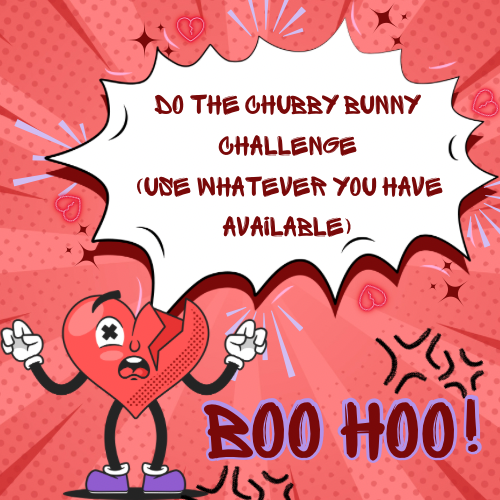 DO THE CHUBBY BUNNY
CHALLENGE
(USE WHATEVER YOU HAVE
AVAILABLE)
BOO HOO!